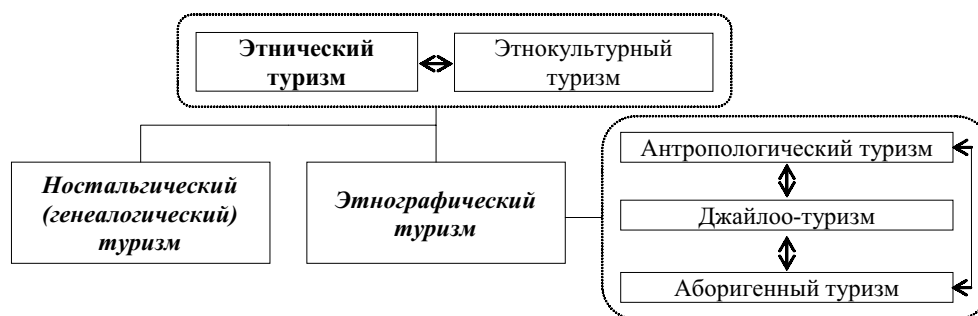 Этнический
туризм
Этнокультурный
туризм
Ностальгический
(генеалогический)
туризм
Этнографический
туризм
Антропологический туризм
Джайлоо-туризм
Аборигенный туризм